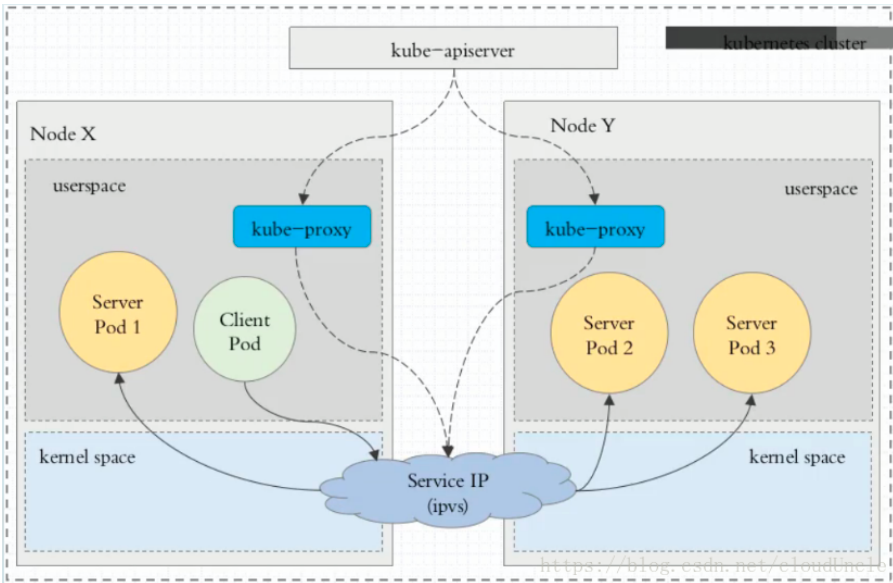 kube-apiserver
kubernetes cluster
Node X
Node Y
userspace
userspace
kube-proxy
kube-proxy
Server
Pod 1
Client
Pod
Server
Pod 2
Server
Pod 3
kernel space
kernel space
Service IP
(ipvs)
https://blog.csdn.net/cloudUncle